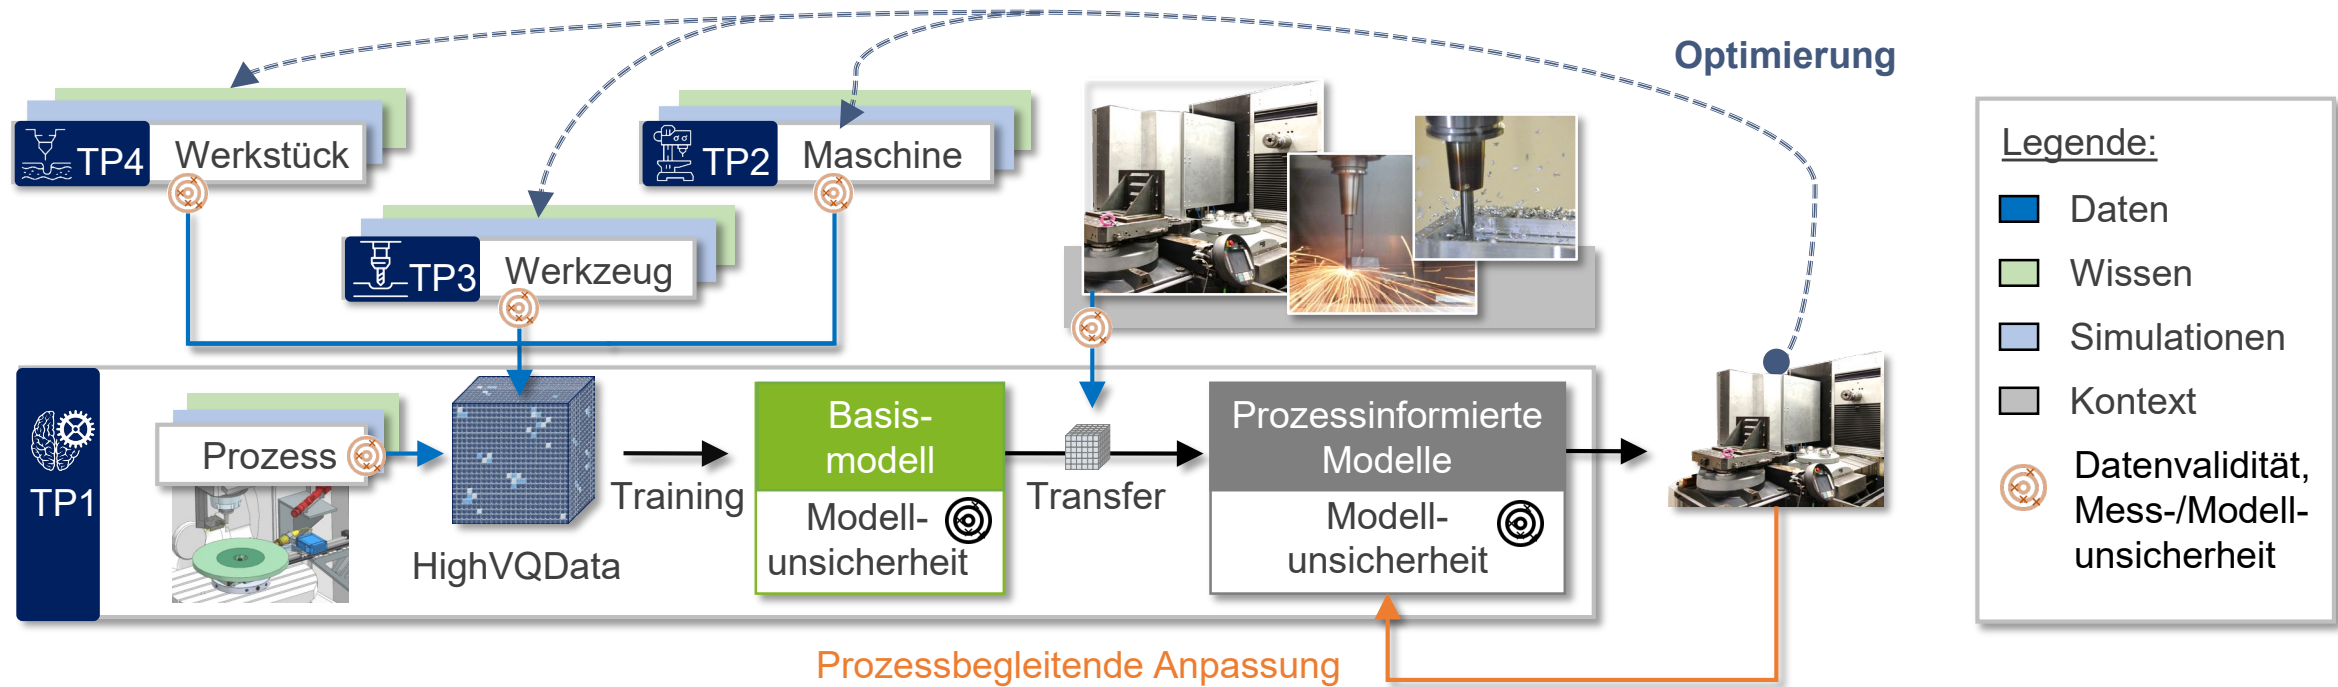 Optimierung
TP4 Werkstück
TP2 Maschine
TP3 Werkzeug
TP1
Prozess
HighVQData
Training
Basis-
modell
Modell-
unsicherheit
Transfer
Prozessinformierte
Modelle
Modell-
unsicherheit
Prozessbegleitende Anpassung
Legende:
Daten
Wissen
Simulationen
Kontext
Datenvalidität,
Mess-/Modell-
unsicherheit